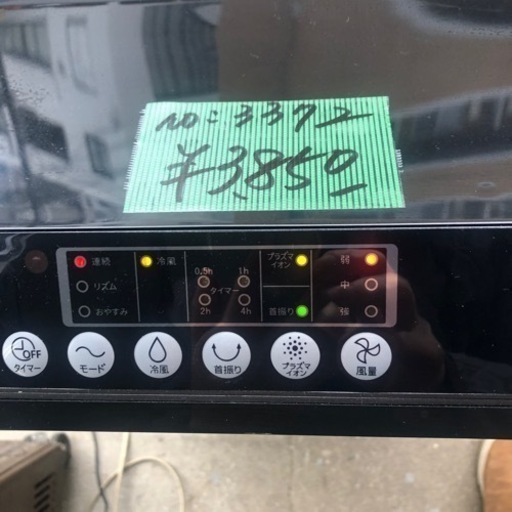 no:3372
¥3,850
連続 冷風 0.5h 1h プラズマイオン 弱
リズム タイマー 中
おやすみ 2h 4h 首振り 強
OFF
タイマー モード 冷風 首振り プラズマイオン 風量